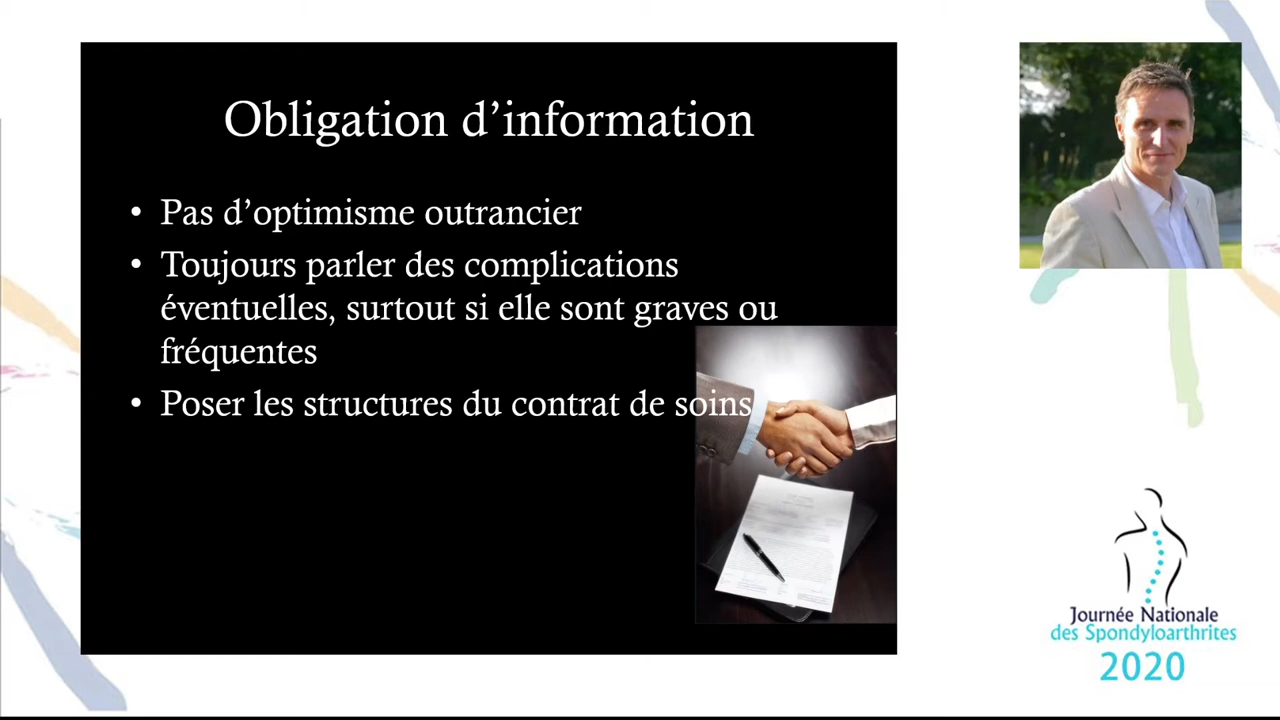 Obligation d’information
• Pas d’optimisme outrancier
• Toujours parler des complications
éventuelles, surtout si elle sont graves ou
fréquentes
• Poser les structures du contrat de soins
Journée Nationale
des Spondyloarthrites
2020